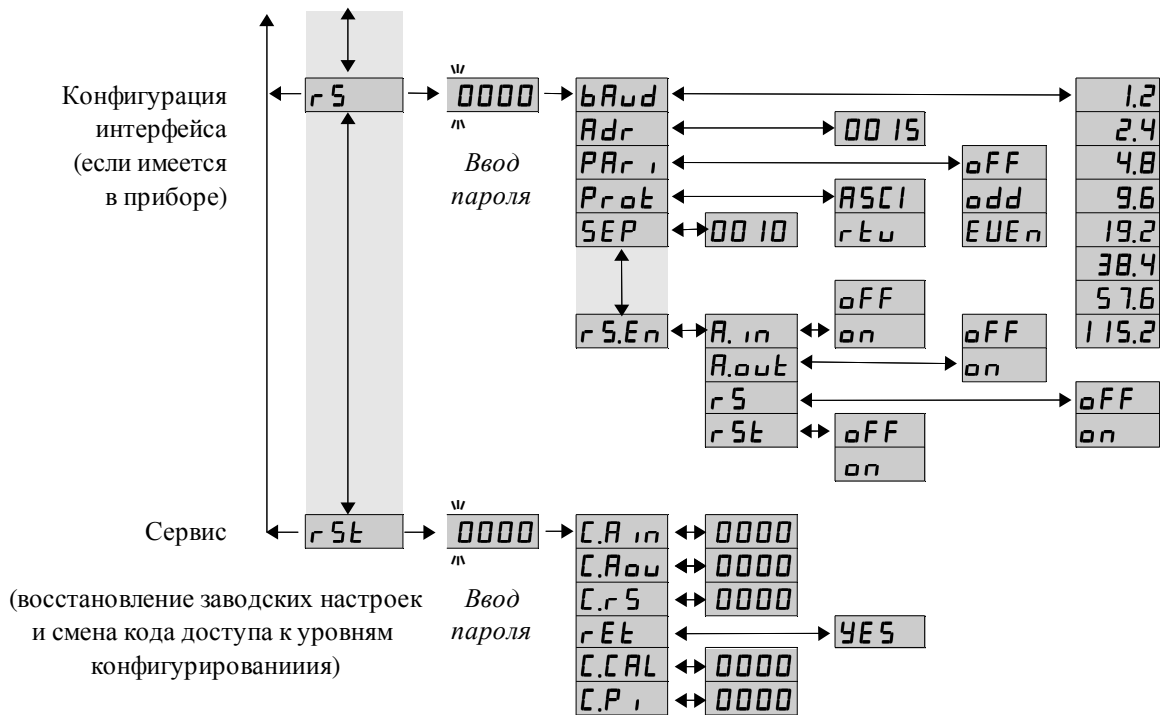 Конфигурация
интерфейса
(если имеется
в приборе)
rS
0000
Ввод
пароля
bAud
1.2
2.4
4.8
9.6
19.2
38.4
57.6
115.2
Adr
0015
PAri
oFF
odd
EUEn
Prot
ASCI
rtu
SEP
0010
rS.En
A.in
oFF
on
A.out
oFF
on
rS
oFF
on
rSt
oFF
on
Сервис
(восстановление заводских настроек
и смена кода доступа к уровням
конфигурированииия)
rSt
0000
Ввод
пароля
C.Ain
0000
C.Aou
0000
C.rS
0000
rEt
YES
C.CAL
0000
C.Pi
0000